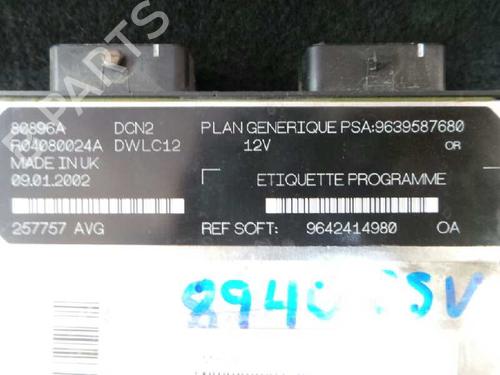 PARTS
80896A DCN2 PLAN GENERIQUE PSA:9639587680
R04080024A DWLC12 12V OR
MADE IN UK
09.01.2002 ETIQUETTE PROGRAMME
257757 AVG REF SOFT: 9642414980 0A